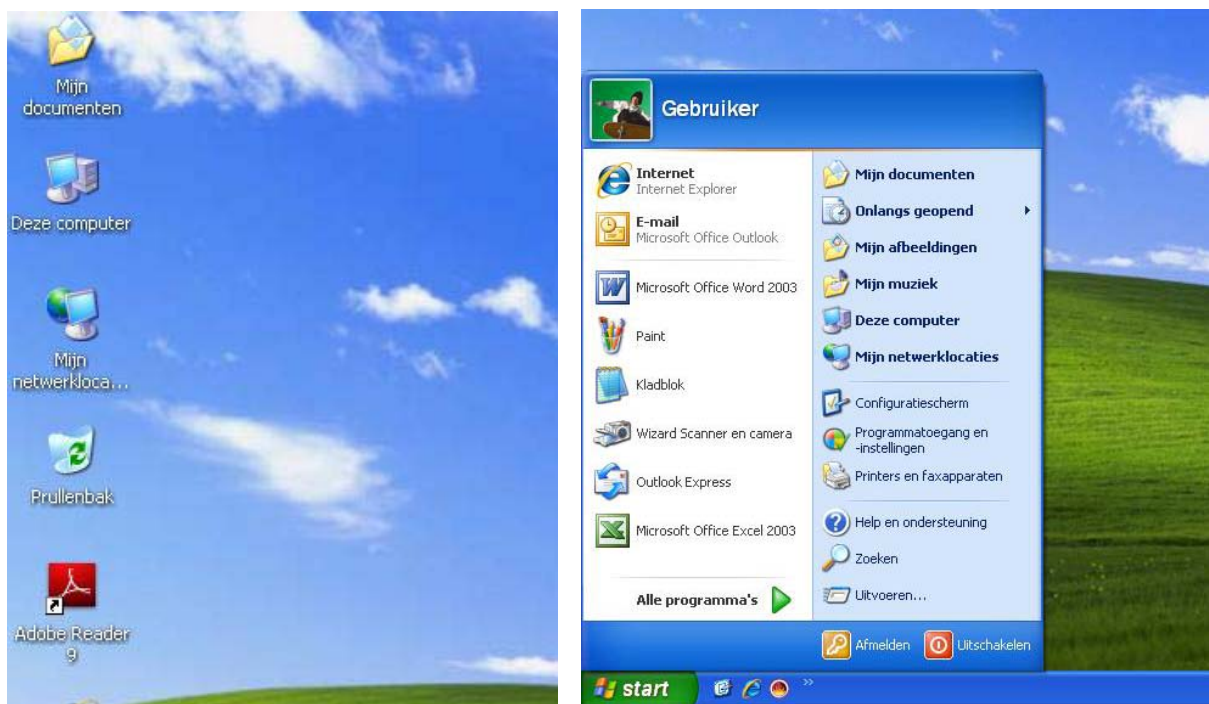 Mijn
documenten
Deze computer
Mijn
netwerkloca...
Prullenbak
Adobe Reader
9
Gebruiker
Internet
Internet Explorer
E-mail
Microsoft Office Outlook
Microsoft Office Word 2003
Paint
Kladblok
Wizard Scanner en camera
Outlook Express
Microsoft Office Excel 2003
Alle programma's
Mijn documenten
Onlangs geopend
Mijn afbeeldingen
Mijn muziek
Deze computer
Mijn netwerklocaties
Configuratiescherm
Programmatoegang en
-instellingen
Printers en faxapparaten
Help en ondersteuning
Zoeken
Uitvoeren...
Afmelden
Uitschakelen
start